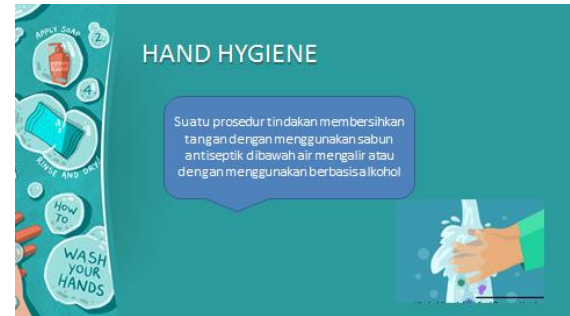 HAND HYGIENE
Suatu prosedur tindakan membersihkan
tangan dengan menggunakan sabun
antiseptik dibawah air mengalir atau
dengan menggunakan berbasis alkohol
APPLY SOAP
2.
4.
RINSE AND DRY!
HOW
TO
WASH
YOUR
HANDS